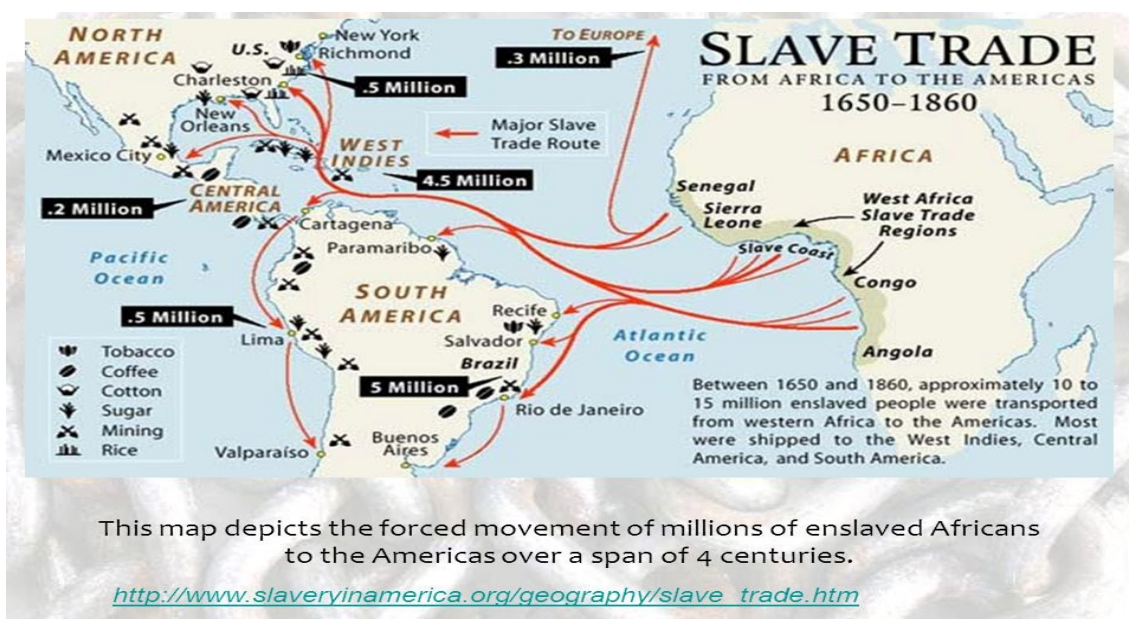 SLAVE TRADE
FROM AFRICA TO THE AMERICAS
1650–1860
NORTH
AMERICA
U.S.
New York
Richmond
Charleston
.5 Million
New
Orleans
Mexico City
WEST
INDIES
4.5 Million
CENTRAL
AMERICA
.2 Million
TO EUROPE
.3 Million
Major Slave
Trade Route
AFRICA
Senegal
Sierra
Leone
West Africa
Slave Trade
Regions
Slave Coast
Congo
Angola
Pacific
Ocean
Cartagena
Paramaribo
SOUTH
AMERICA
.5 Million
Lima
Recife
Salvador
Brazil
5 Million
Rio de Janeiro
Atlantic
Ocean
Valparaíso
Buenos
Aires
Tobacco
Coffee
Cotton
Sugar
Mining
Rice
Between 1650 and 1860, approximately 10 to
15 million enslaved people were transported
from western Africa to the Americas. Most
were shipped to the West Indies, Central
America, and South America.
This map depicts the forced movement of millions of enslaved Africans
to the Americas over a span of 4 centuries.
http://www.slaveryinamerica.org/geography/slave_trade.htm